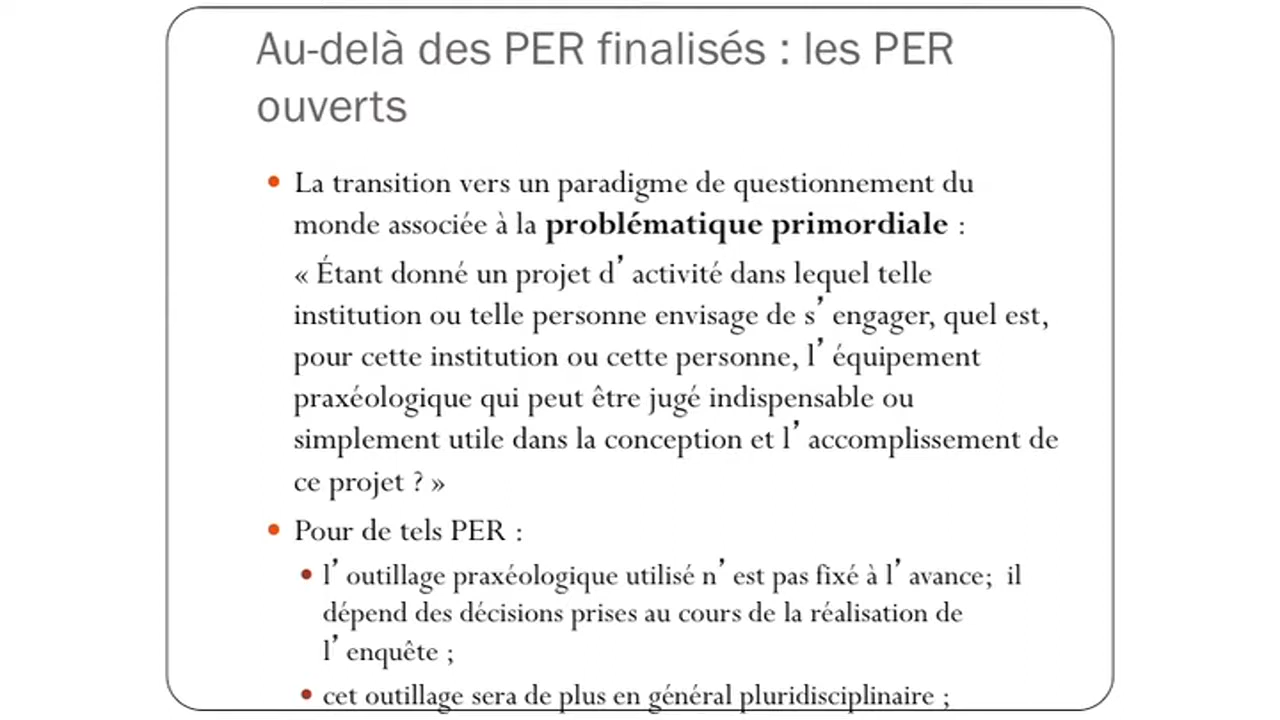 Au-delà des PER finalisés : les PER
ouverts
• La transition vers un paradigme de questionnement du
monde associée à la problématique primordiale :
« Étant donné un projet d’ activité dans lequel telle
institution ou telle personne envisage de s’ engager, quel est,
pour cette institution ou cette personne, l’ équipement
praxéologique qui peut être jugé indispensable ou
simplement utile dans la conception et l’ accomplissement de
ce projet ? »
• Pour de tels PER :
• l’ outillage praxéologique utilisé n’ est pas fixé à l’ avance; il
dépend des décisions prises au cours de la réalisation de
l’ enquête ;
• cet outillage sera de plus en général pluridisciplinaire ;